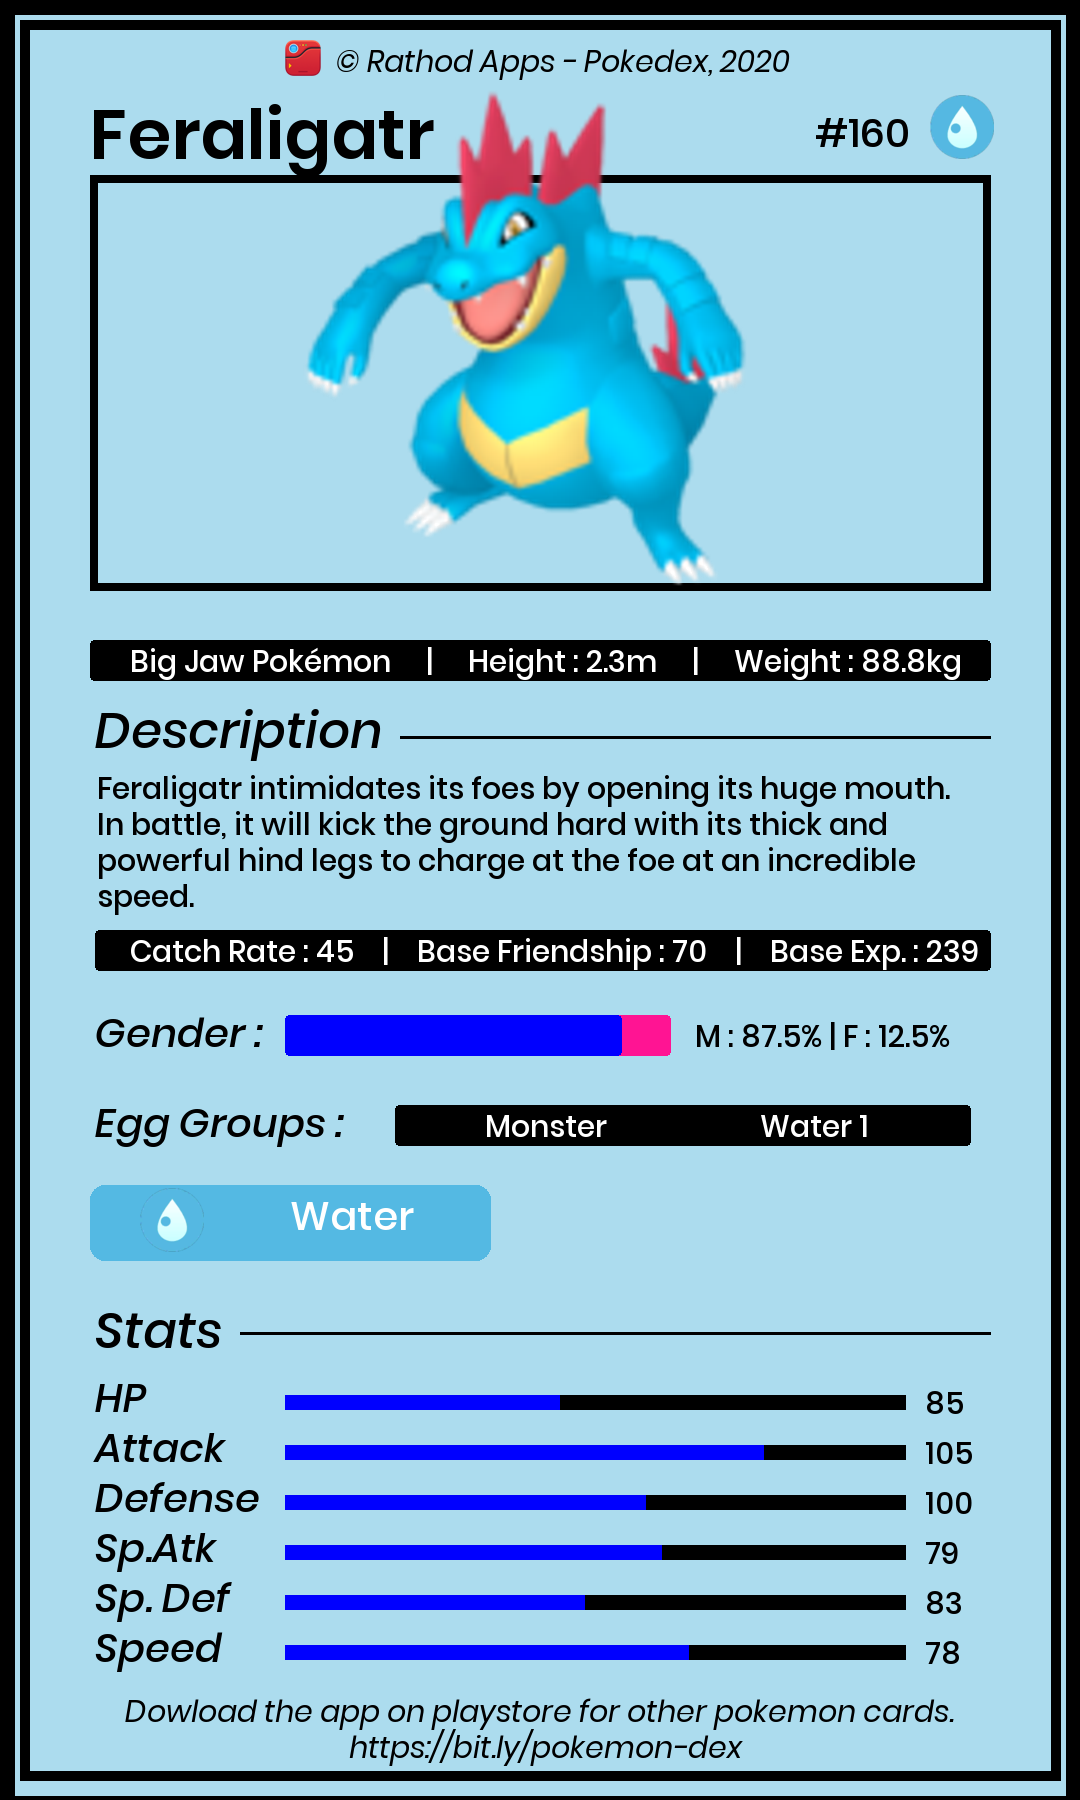 © Rathod Apps - Pokedex, 2020
Feraligatr #160
Big Jaw Pokémon | Height : 2.3m | Weight : 88.8kg
Description
Feraligatr intimidates its foes by opening its huge mouth.
In battle, it will kick the ground hard with its thick and
powerful hind legs to charge at the foe at an incredible
speed.
Catch Rate : 45 | Base Friendship : 70 | Base Exp. : 239
Gender : M : 87.5% | F : 12.5%
Egg Groups : Monster Water 1
Water
Stats
HP 85
Attack 105
Defense 100
Sp.Atk 79
Sp. Def 83
Speed 78
Dowload the app on playstore for other pokemon cards.
https://bit.ly/pokemon-dex